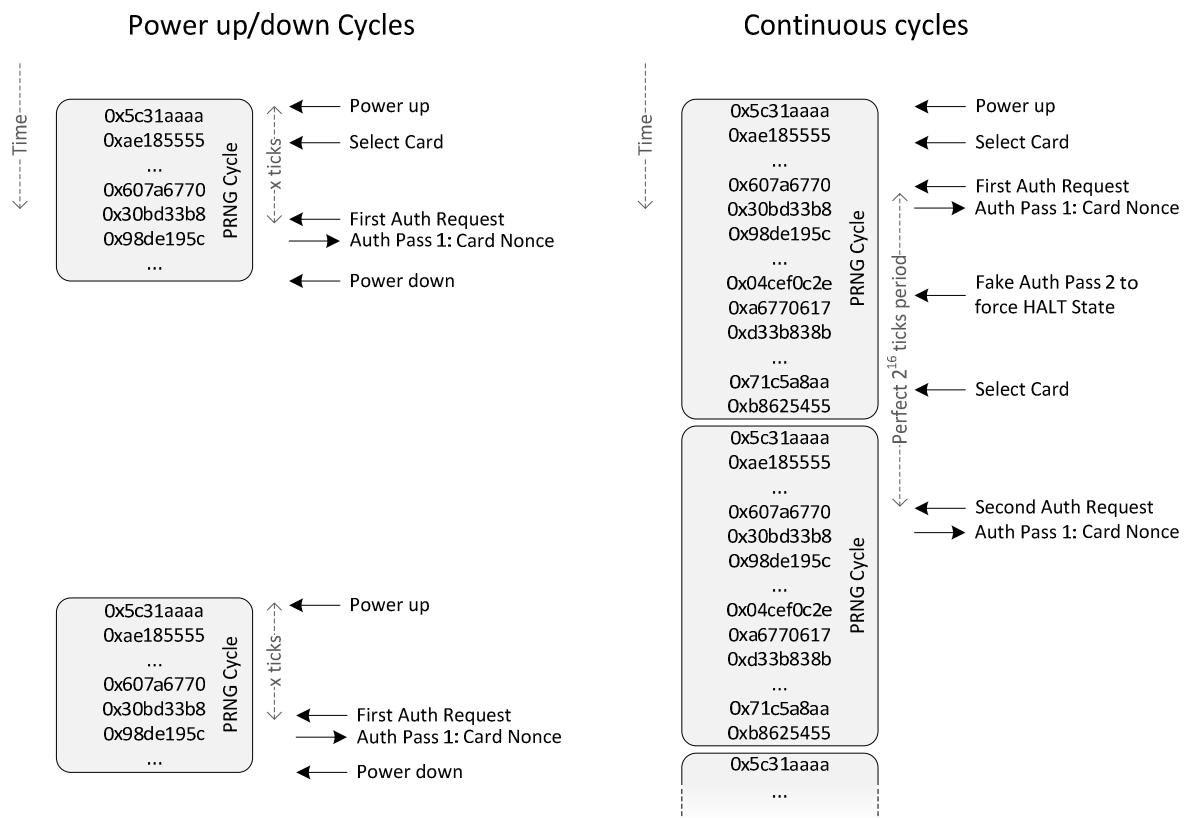 Power up/down Cycles
Time
0x5c31aaaa
0xae185555
...
0x607a6770
0x30bd33b8
0x98de195c
...
PRNG Cycle
x ticks
Power up
Select Card
First Auth Request
Auth Pass 1: Card Nonce
Power down
0x5c31aaaa
0xae185555
...
0x607a6770
0x30bd33b8
0x98de195c
...
PRNG Cycle
x ticks
Power up
First Auth Request
Auth Pass 1: Card Nonce
Power down
Continuous cycles
Time
0x5c31aaaa
0xae185555
...
0x607a6770
0x30bd33b8
0x98de195c
...
0x04cef0c2e
0xa6770617
0xd33b838b
...
0x71c5a8aa
0xb8625455
PRNG Cycle
0x5c31aaaa
0xae185555
...
0x607a6770
0x30bd33b8
0x98de195c
...
0x04cef0c2e
0xa6770617
0xd33b838b
...
0x71c5a8aa
0xb8625455
PRNG Cycle
0x5c31aaaa
...
Perfect 2¹⁶ ticks period
Power up
Select Card
First Auth Request
Auth Pass 1: Card Nonce
Fake Auth Pass 2 to
force HALT State
Select Card
Second Auth Request
Auth Pass 1: Card Nonce